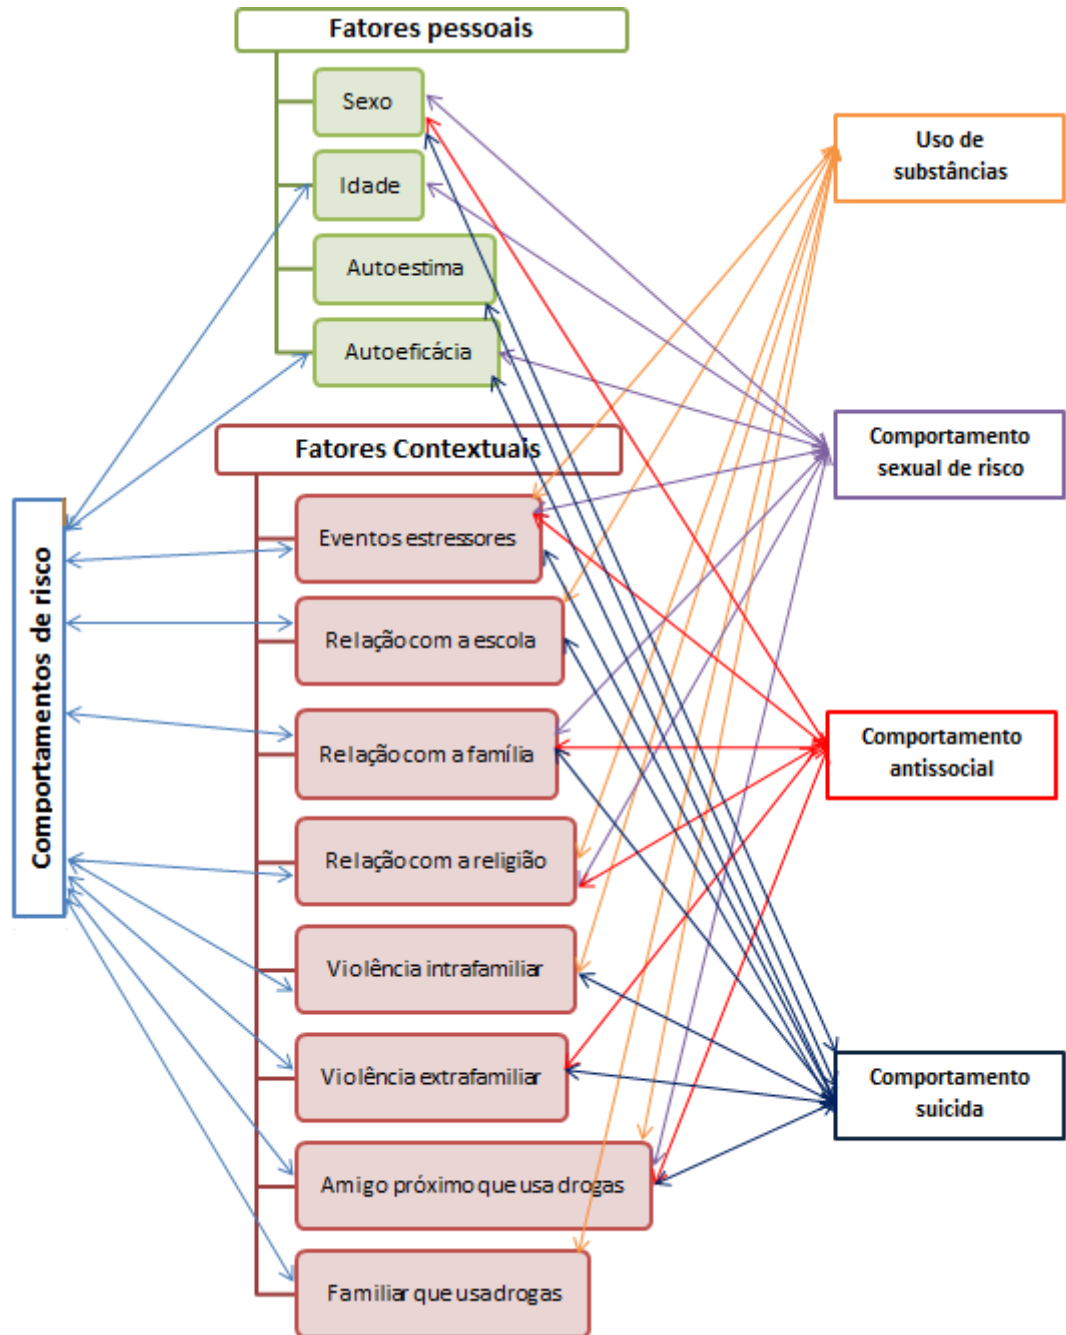 Fatores pessoais
Sexo
Idade
Autoestima
Autoeficácia
Fatores Contextuais
Eventos estressores
Relação com a escola
Relação com a família
Relação com a religião
Violência intrafamiliar
Violência extrafamiliar
Amigo próximo que usa drogas
Familiar que usa drogas
Comportamentos de risco
Uso de
substâncias
Comportamento
sexual de risco
Comportamento
antissocial
Comportamento
suicida